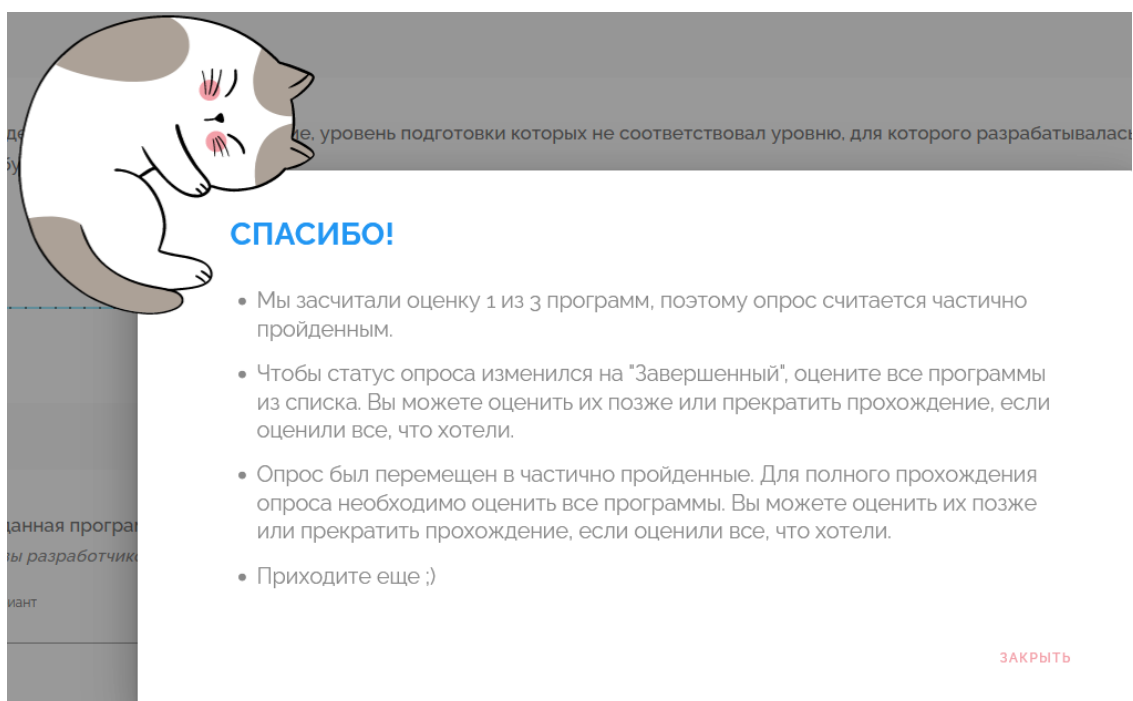 уровень подготовки которых не соответствовал уровню, для которого разрабатывалась
СПАСИБО!
• Мы засчитали оценку 1 из 3 программ, поэтому опрос считается частично
пройденным.
• Чтобы статус опроса изменился на "Завершенный", оцените все программы
из списка. Вы можете оценить их позже или прекратить прохождение, если
оценили все, что хотели.
• Опрос был перемещен в частично пройденные. Для полного прохождения
опроса необходимо оценить все программы. Вы можете оценить их позже
или прекратить прохождение, если оценили все, что хотели.
данная
разработчико
иант
• Приходите еще ;)
ЗАКРЫТЬ